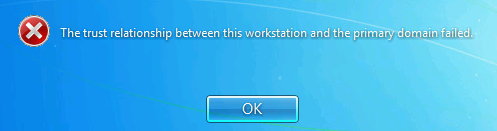 The trust relationship between this workstation and the primary domain failed.
OK